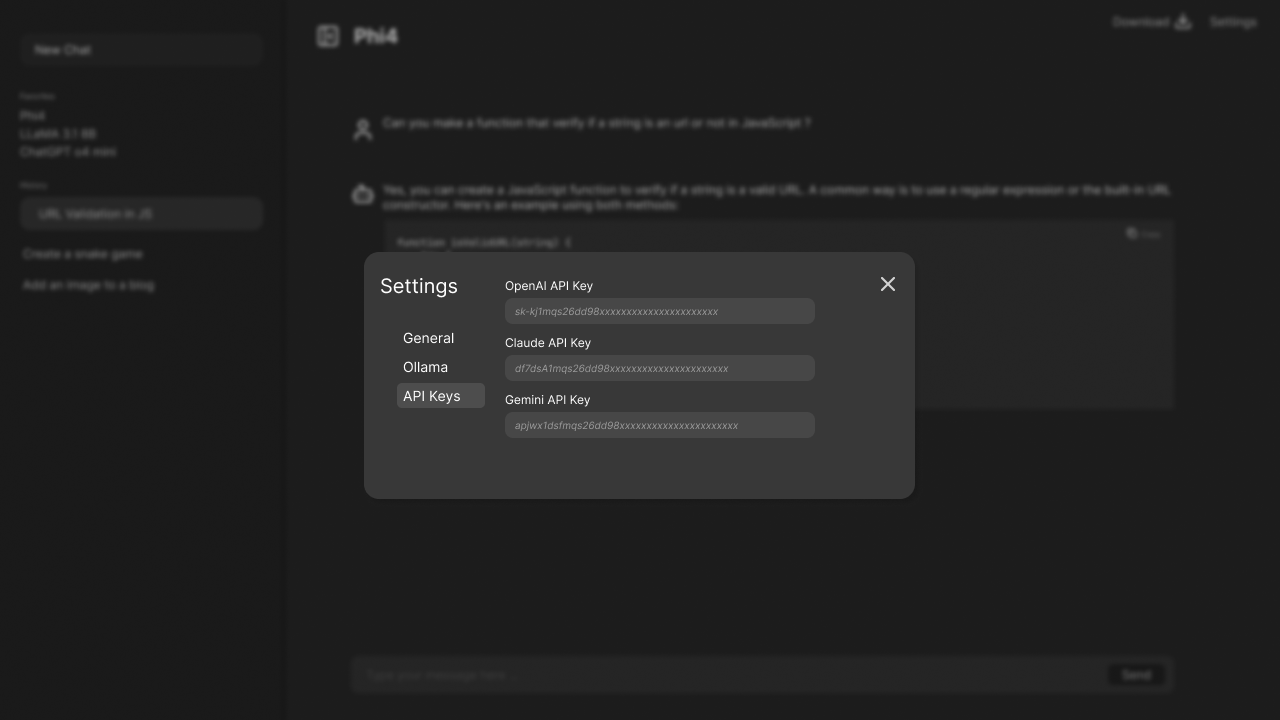 New Chat
Favorites
Phi4
LLaMA 3.1 8B
ChatGPT o4 mini
History
URL Validation in JS
Create a snake game
Add an image to a blog
Phi4
Download
Settings
Can you make a function that verify if a string is an url or not in JavaScript ?
Yes, you can create a JavaScript function to verify if a string is a valid URL. A common way is to use a regular expression or the built-in URL
constructor. Here's an example using both methods:
function isValidURL(string) {
Copy
Settings
General
Ollama
API Keys
OpenAI API Key
sk-kj1mqs26dd98xxxxxxxxxxxxxxxxxxxxxx
Claude API Key
df7dsA1mqs26dd98xxxxxxxxxxxxxxxxxxxxxx
Gemini API Key
apjwx1dsfmqs26dd98xxxxxxxxxxxxxxxxxxxxxx
Type your message here ...
Send